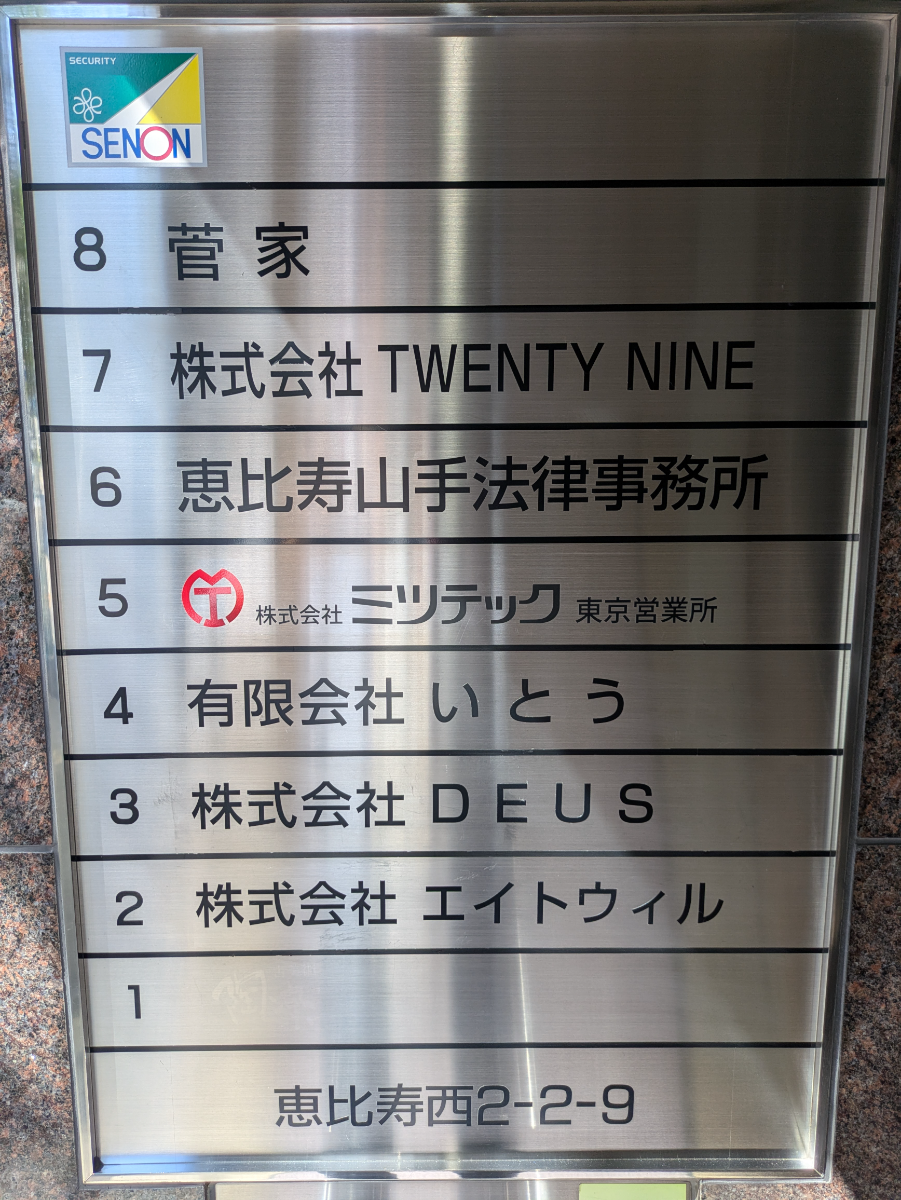 SECURITY
SENON
8 菅家
7 株式会社 TWENTY NINE
6 恵比寿山手法律事務所
5 株式会社 ミツテック 東京営業所
4 有限会社 いとう
3 株式会社 DEUS
2 株式会社 エイトウィル
1
恵比寿西2-2-9